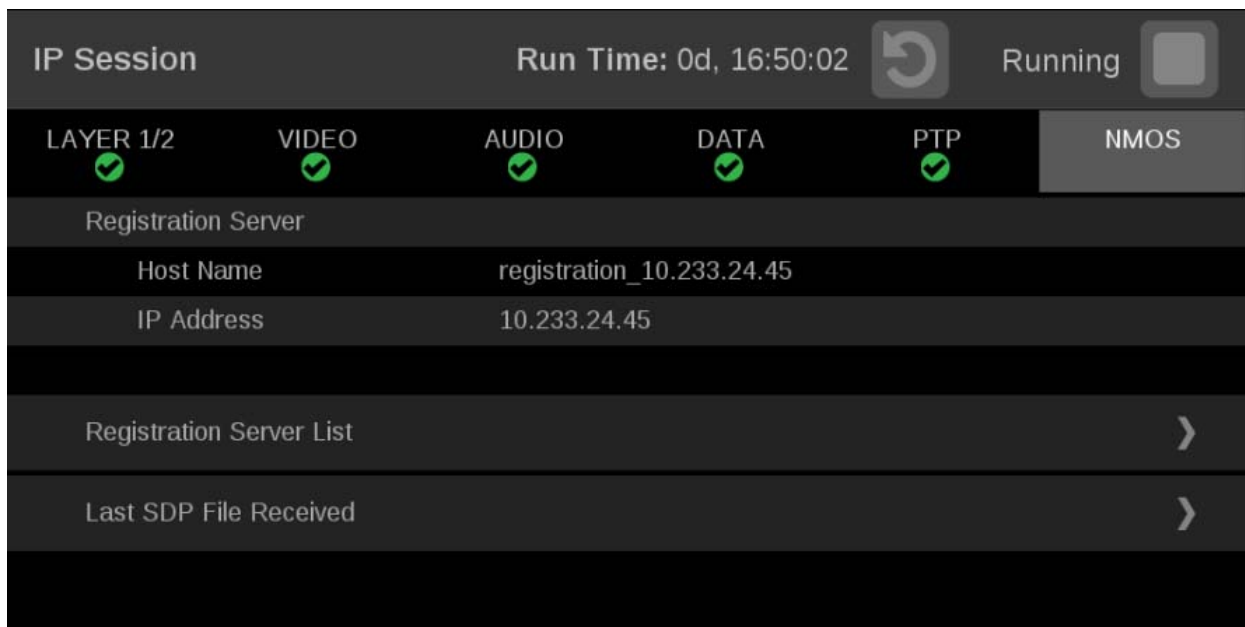 IP Session Run Time: 0d, 16:50:02 Running
LAYER 1/2 VIDEO AUDIO DATA PTP NMOS
Registration Server
Host Name registration_10.233.24.45
IP Address 10.233.24.45
Registration Server List
Last SDP File Received